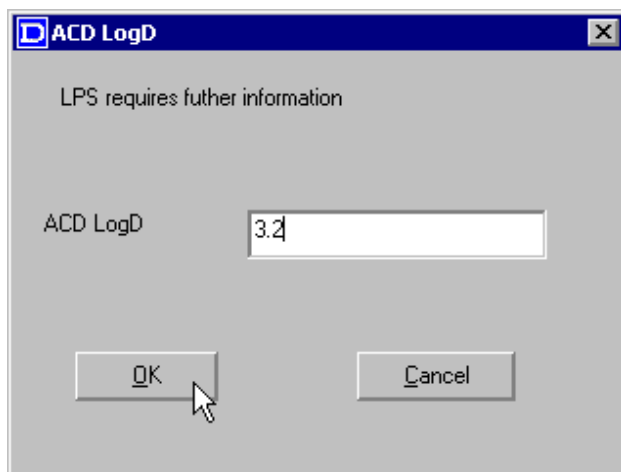 D ACD LogD
LPS requires futher information
ACD LogD
3.2
OK
Cancel